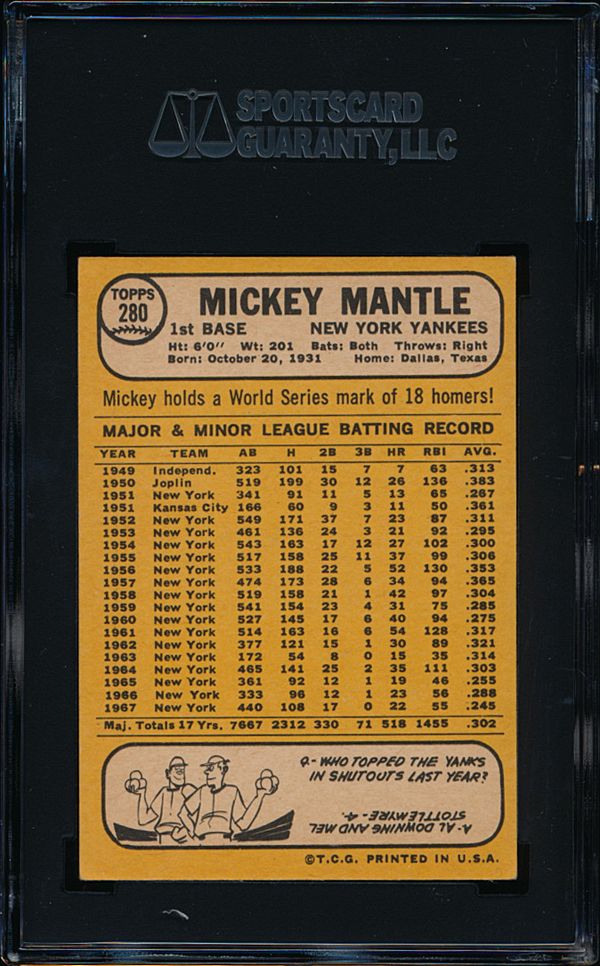 SPORTSCARD
GUARANTY, LLC
TOPPS
280
MICKEY MANTLE
1st BASE NEW YORK YANKEES
Ht: 6'0" Wt: 201 Bats: Both Throws: Right
Born: October 20, 1931 Home: Dallas, Texas
Mickey holds a World Series mark of 18 homers!
MAJOR & MINOR LEAGUE BATTING RECORD
YEAR TEAM AB H 2B 3B HR RBI AVG.
1949 Independ. 323 101 15 7 7 63 .313
1950 Joplin 519 199 30 12 26 136 .383
1951 New York 341 91 11 5 13 65 .267
1951 Kansas City 166 60 9 3 11 50 .361
1952 New York 549 171 37 7 23 87 .311
1953 New York 461 136 24 3 21 92 .295
1954 New York 543 163 17 12 27 102 .300
1955 New York 517 158 25 11 37 99 .306
1956 New York 533 188 22 5 52 130 .353
1957 New York 474 173 28 6 34 94 .365
1958 New York 519 158 21 1 42 97 .304
1959 New York 541 154 23 4 31 75 .285
1960 New York 527 145 17 6 40 94 .275
1961 New York 514 163 16 6 54 128 .317
1962 New York 377 121 15 1 30 89 .321
1963 New York 172 54 8 0 15 35 .314
1964 New York 465 141 25 2 35 111 .303
1965 New York 361 92 12 1 19 46 .255
1966 New York 333 96 12 1 23 56 .288
1967 New York 440 108 17 0 22 55 .245
Maj. Totals 17 Yrs. 7667 2312 330 71 518 1455 .302
Q- WHO TOPPED THE YANKS
IN SHUTOUTS LAST YEAR?
A- AL DOWNING AND MEL
STOTTLEMYRE - 4.
©T.C.G. PRINTED IN U.S.A.